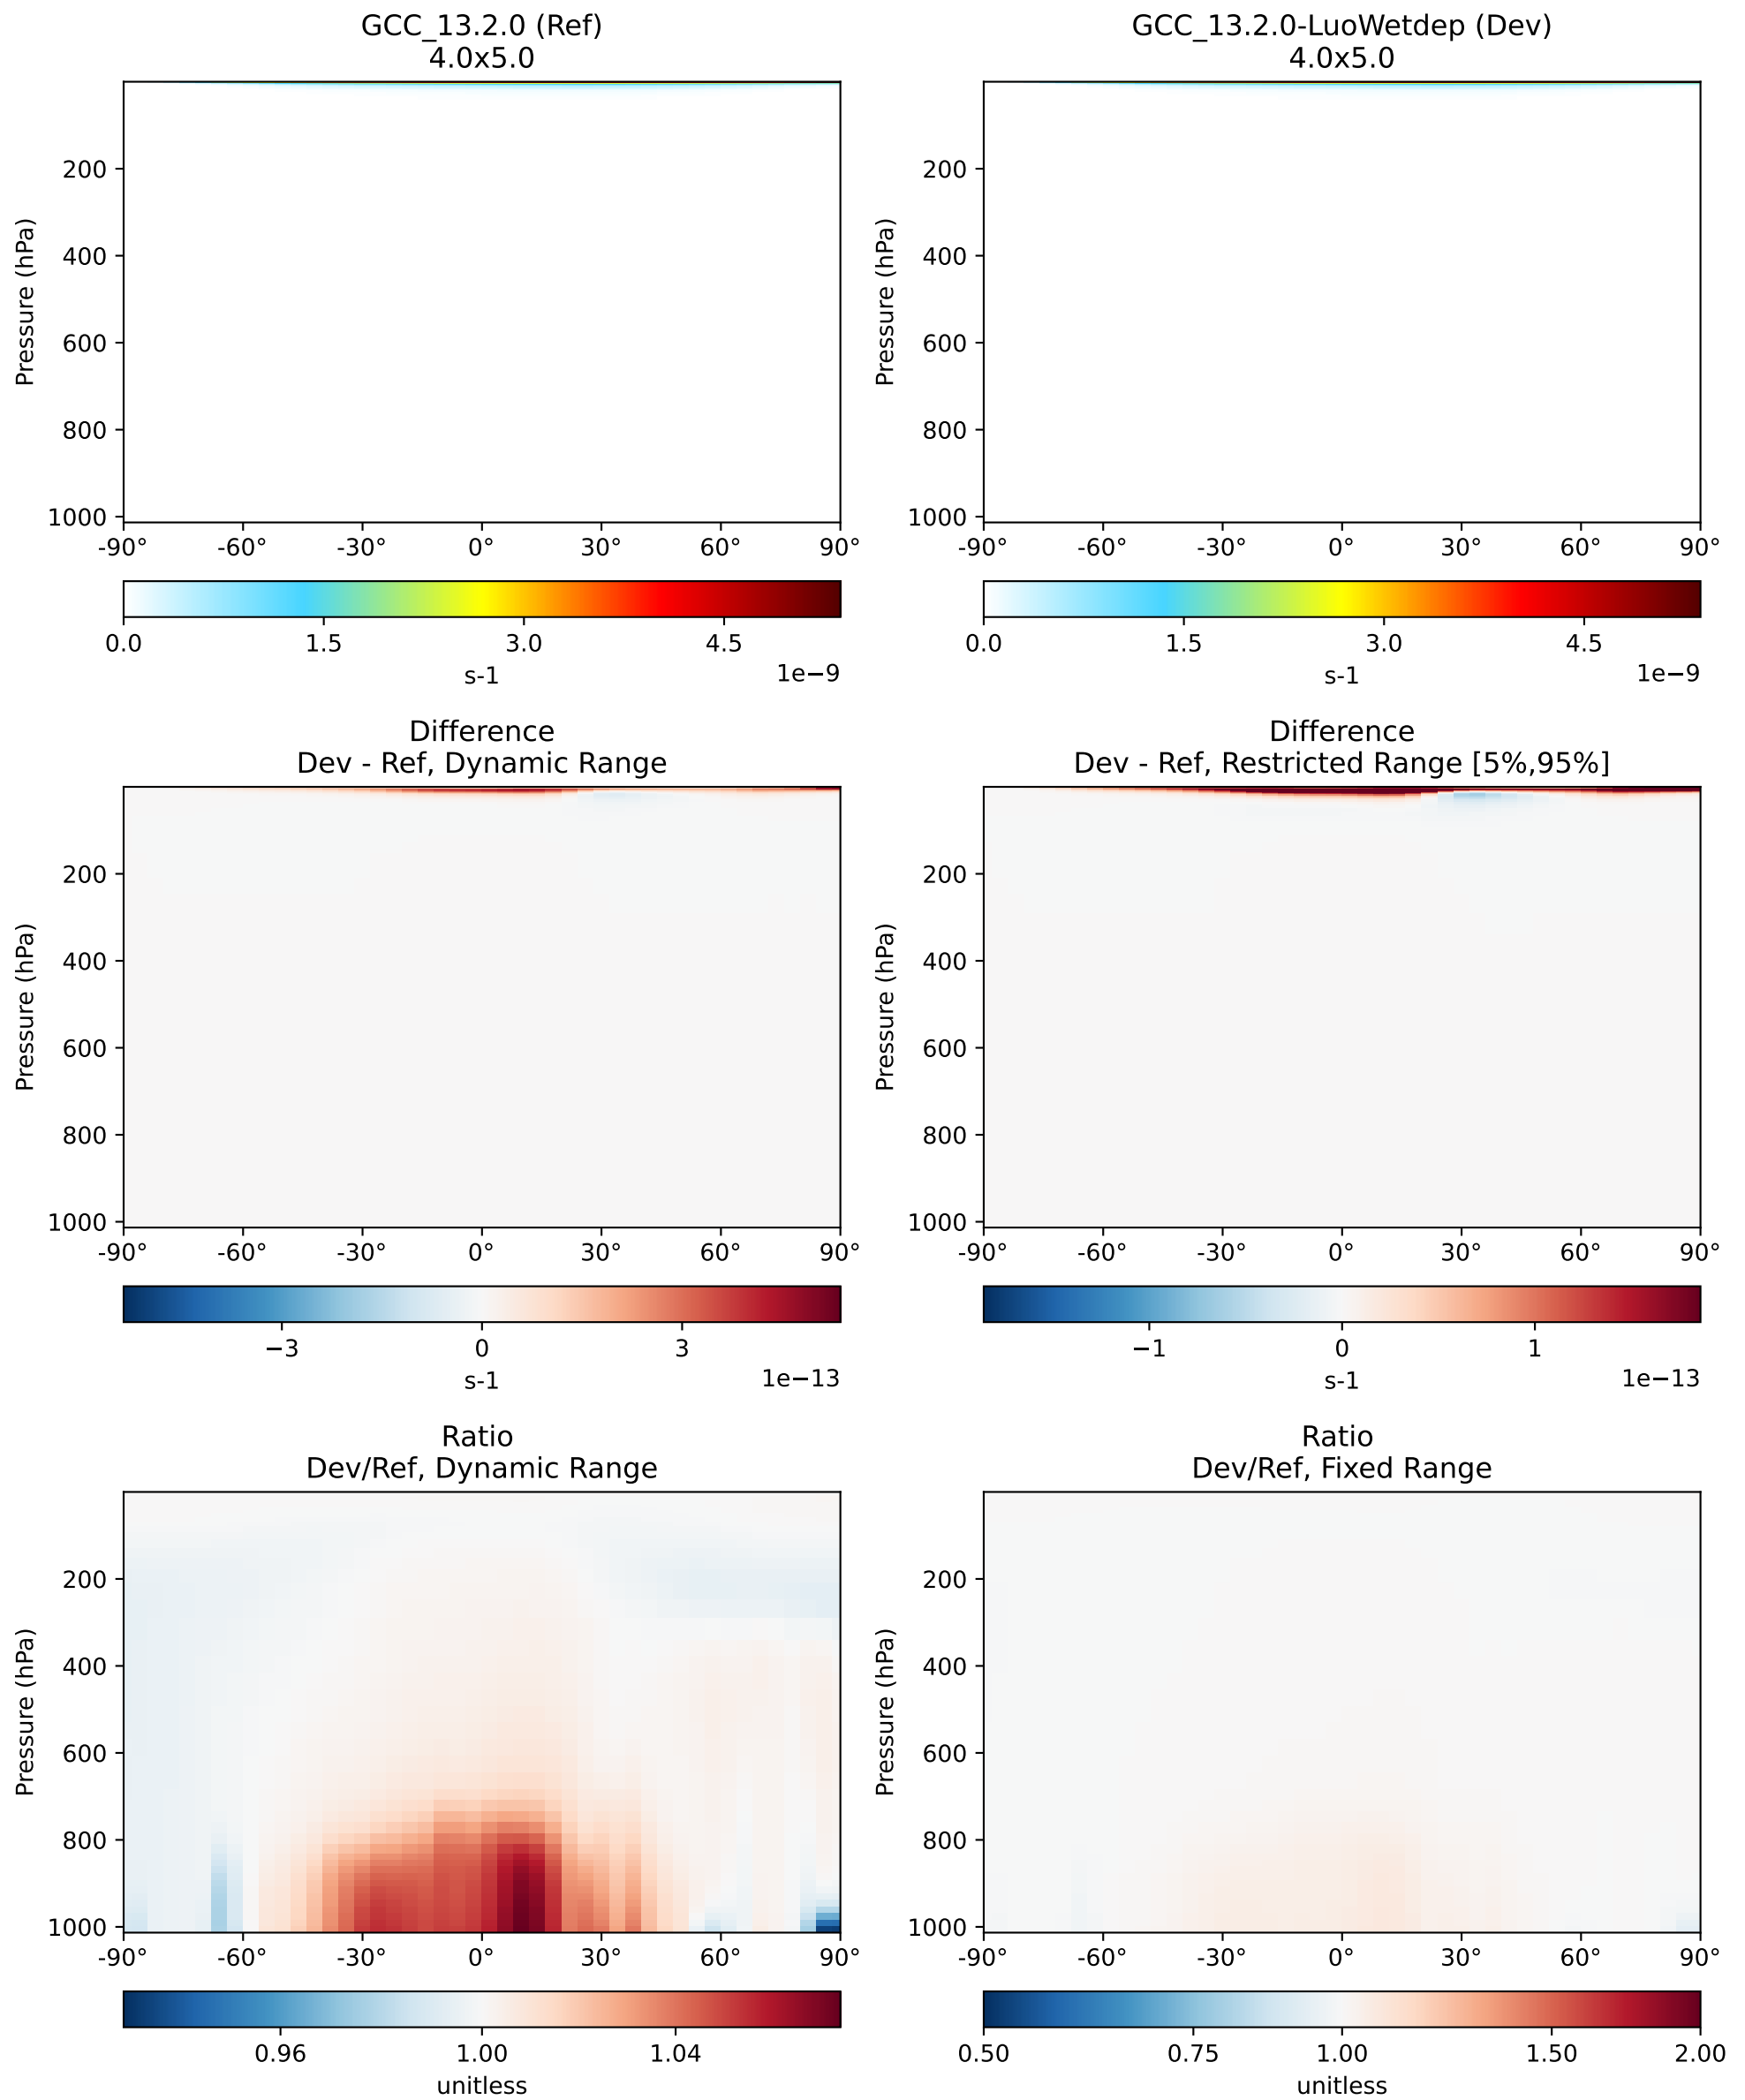 GCC_13.2.0 (Ref)
4.0x5.0
Pressure (hPa)
200
400
600
800
1000
-90° -60° -30° 0° 30° 60° 90°
0.0 1.5 3.0 4.5
s-1 1e−9
GCC_13.2.0-LuoWetdep (Dev)
4.0x5.0
Pressure (hPa)
200
400
600
800
1000
-90° -60° -30° 0° 30° 60° 90°
0.0 1.5 3.0 4.5
s-1 1e−9
Difference
Dev - Ref, Dynamic Range
Pressure (hPa)
200
400
600
800
1000
-90° -60° -30° 0° 30° 60° 90°
−3 0 3
s-1 1e−13
Difference
Dev - Ref, Restricted Range [5%,95%]
Pressure (hPa)
200
400
600
800
1000
-90° -60° -30° 0° 30° 60° 90°
−1 0 1
s-1 1e−13
Ratio
Dev/Ref, Dynamic Range
Pressure (hPa)
200
400
600
800
1000
-90° -60° -30° 0° 30° 60° 90°
0.96 1.00 1.04
unitless
Ratio
Dev/Ref, Fixed Range
Pressure (hPa)
200
400
600
800
1000
-90° -60° -30° 0° 30° 60° 90°
0.50 0.75 1.00 1.50 2.00
unitless